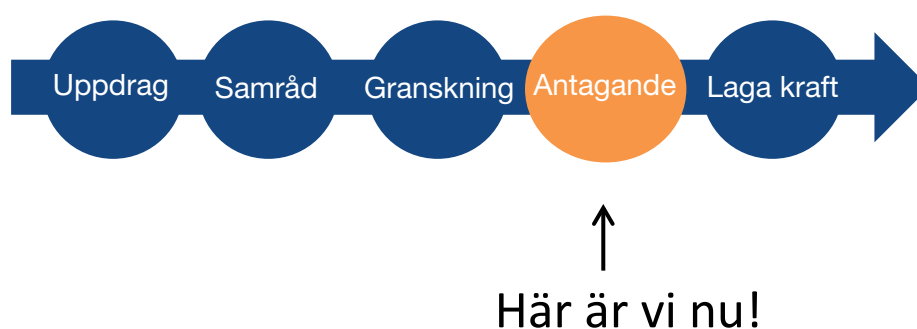 Uppdrag
Samråd
Granskning
Antagande
Laga kraft
Här är vi nu!